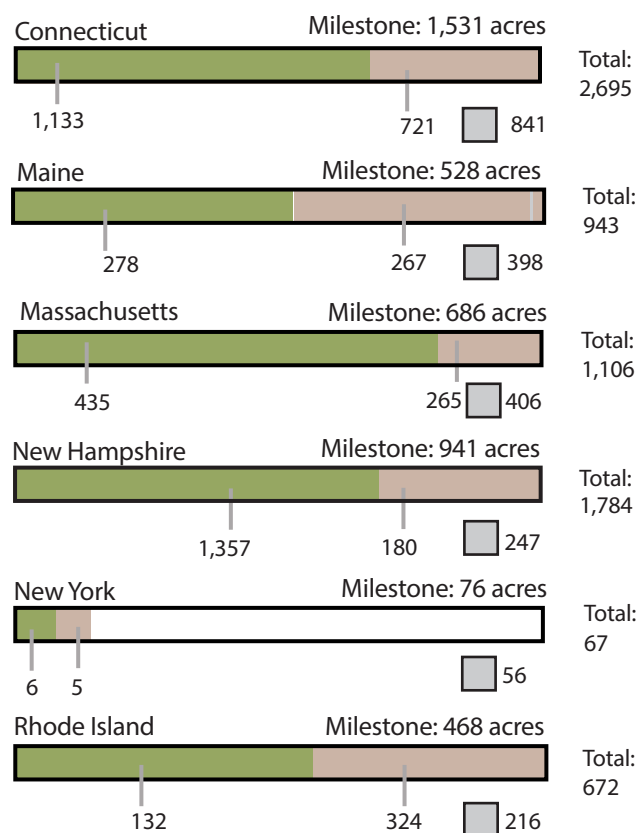 Connecticut Milestone: 1,531 acres
Total:
2,695
1,133 721 841
Maine Milestone: 528 acres
Total:
943
278 267 398
Massachusetts Milestone: 686 acres
Total:
1,106
435 265 406
New Hampshire Milestone: 941 acres
Total:
1,784
1,357 180 247
New York Milestone: 76 acres
Total:
67
6 5 56
Rhode Island Milestone: 468 acres
Total:
672
132 324 216